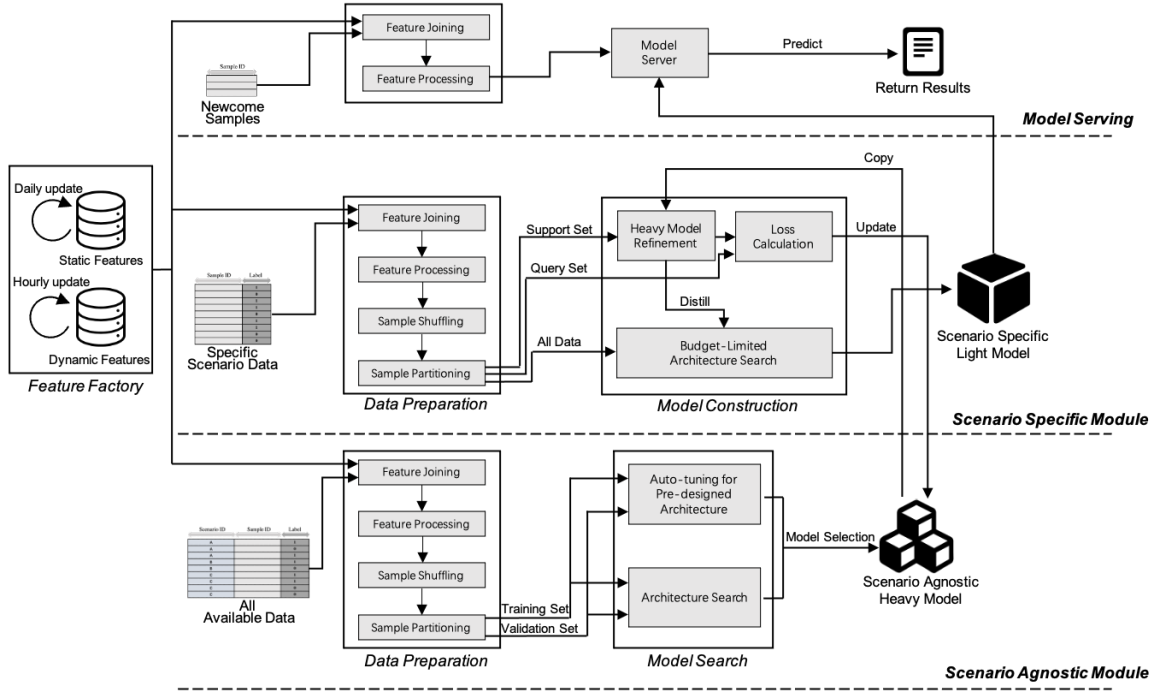 Feature Joining
Feature Processing
Sample ID
Newcome
Samples
Model
Server
Predict
Return Results
Model Serving
Daily update
Static Features
Hourly update
Dynamic Features
Feature Factory
Sample ID Label
Specific
Scenario Data
Feature Joining
Feature Processing
Sample Shuffling
Sample Partitioning
Data Preparation
Support Set
Query Set
All Data
Copy
Heavy Model
Refinement
Loss
Calculation
Update
Distill
Budget-Limited
Architecture Search
Model Construction
Scenario Specific
Light Model
Scenario Specific Module
Scenario ID Sample ID Label
All
Available Data
Feature Joining
Feature Processing
Sample Shuffling
Sample Partitioning
Data Preparation
Training Set
Validation Set
Auto-tuning for
Pre-designed
Architecture
Architecture Search
Model Search
Model Selection
Scenario Agnostic
Heavy Model
Scenario Agnostic Module